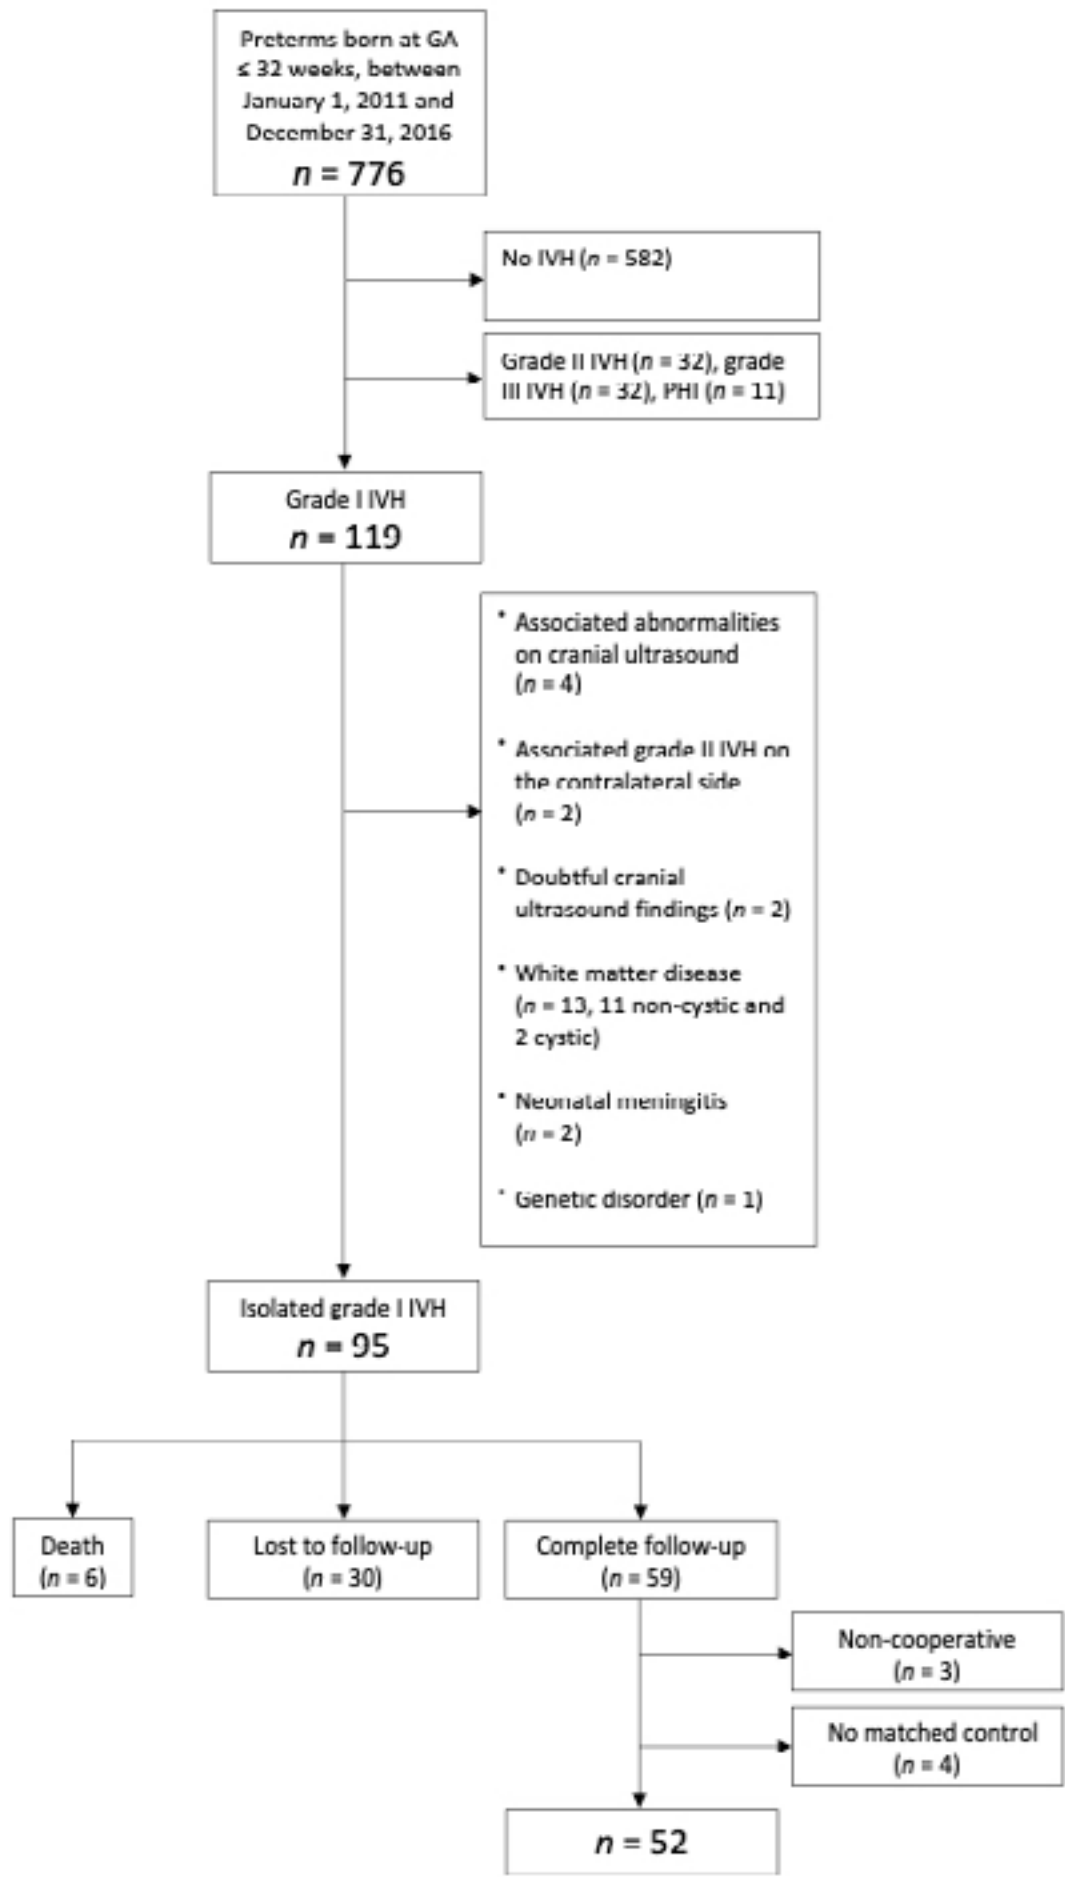 Preterms born at GA
≤ 32 weeks, between
January 1, 2011 and
December 31, 2016
n = 776
No IVH (n = 582)
Grade II IVH (n = 32), grade
III IVH (n = 32), PHI (n = 11)
Grade I IVH
n = 119
* Associated abnormalities
on cranial ultrasound
(n = 4)
* Associated grade II IVH on
the contralateral side
(n = 2)
* Doubtful cranial
ultrasound findings (n = 2)
* White matter disease
(n = 13, 11 non-cystic and
2 cystic)
* Neonatal meningitis
(n = 2)
* Genetic disorder (n = 1)
Isolated grade I IVH
n = 95
Death
(n = 6)
Lost to follow-up
(n = 30)
Complete follow-up
(n = 59)
Non-cooperative
(n = 3)
No matched control
(n = 4)
n = 52